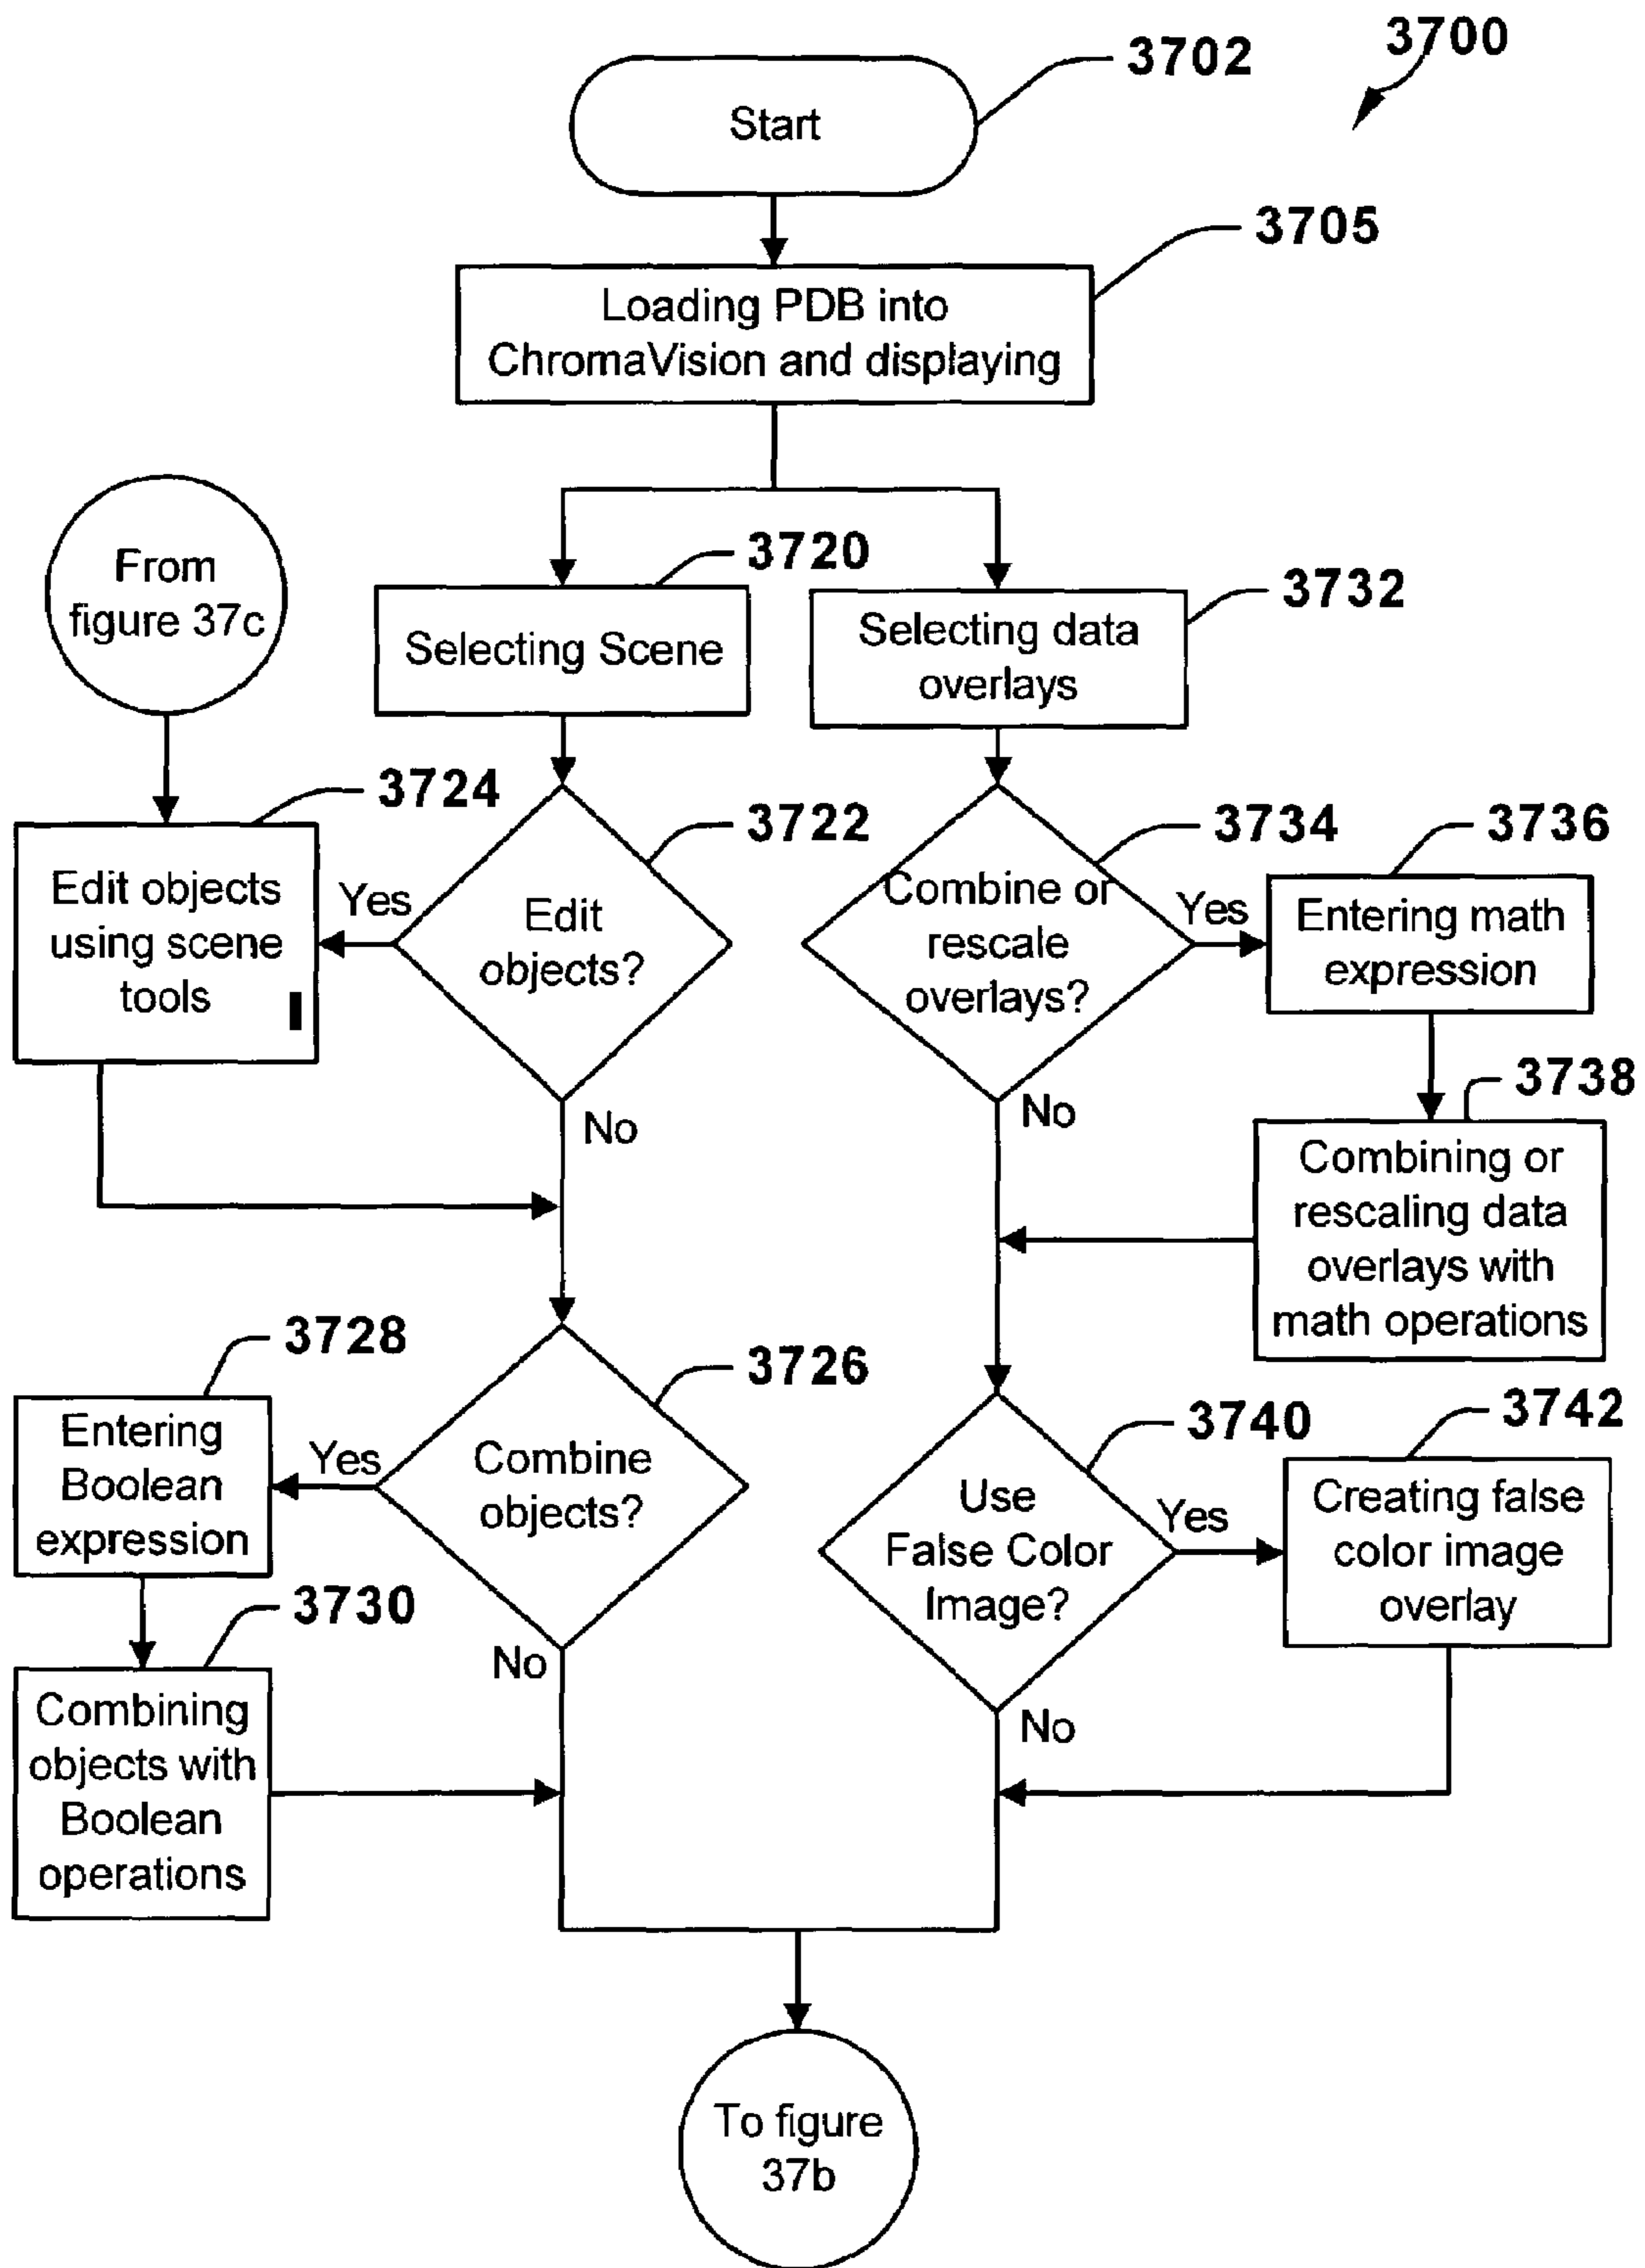 3700
3702
Start
3705
Loading PDB into
ChromaVision and displaying
From
figure 37c
3720
Selecting Scene
3732
Selecting data
overlays
3724
Edit objects
using scene
tools
Yes
3722
Edit
objects?
No
3734
Combine or
rescale
overlays?
Yes
No
3736
Entering math
expression
3738
Combining or
rescaling data
overlays with
math operations
3728
Entering
Boolean
expression
Yes
3726
Combine
objects?
No
3730
Combining
objects with
Boolean
operations
3740
Use
False Color
Image?
Yes
No
3742
Creating false
color image
overlay
To figure
37b